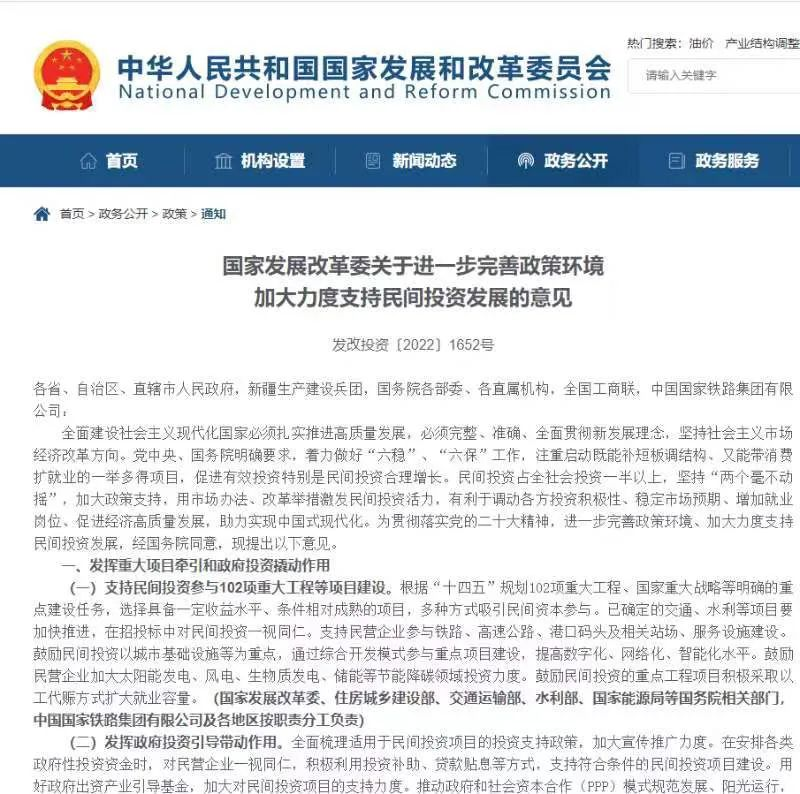 热门搜索：油价 产业结构调整
中华人民共和国国家发展和改革委员会
National Development and Reform Commission
请输入关键字
首页 机构设置 新闻动态 政务公开 政务服务
首页 > 政务公开 > 政策 > 通知
国家发展改革委关于进一步完善政策环境
加大力度支持民间投资发展的意见
发改投资〔2022〕1652号
各省、自治区、直辖市人民政府，新疆生产建设兵团，国务院各部委、各直属机构，全国工商联，中国国家铁路集团有限
公司：
全面建设社会主义现代化国家必须扎实推进高质量发展，必须完整、准确、全面贯彻新发展理念，坚持社会主义市场
经济改革方向。党中央、国务院明确要求，着力做好“六稳”、“六保”工作，注重启动既能补短板调结构、又能带消费
扩就业的一举多得项目，促进有效投资特别是民间投资合理增长。民间投资占全社会投资一半以上，坚持“两个毫不动
摇”，加大政策支持，用市场办法、改革举措激发民间投资活力，有利于调动各方投资积极性、稳定市场预期、增加就业
岗位、促进经济高质量发展，助力实现中国式现代化。为贯彻落实党的二十大精神，进一步完善政策环境、加大力度支持
民间投资发展，经国务院同意，现提出以下意见。
一、发挥重大项目牵引和政府投资撬动作用
（一）支持民间投资参与102项重大工程等项目建设。根据“十四五”规划102项重大工程、国家重大战略等明确的重
点建设任务，选择具备一定收益水平、条件相对成熟的项目，多种方式吸引民间资本参与。已确定的交通、水利等项目要
加快推进，在招投标中对民间投资一视同仁。支持民营企业参与铁路、高速公路、港口码头及相关站场、服务设施建设。
鼓励民间投资以城市基础设施等为重点，通过综合开发模式参与重点项目建设，提高数字化、网络化、智能化水平。鼓励
民营企业加大太阳能发电、风电、生物质发电、储能等节能降碳领域投资力度。鼓励民间投资的重点工程项目积极采取以
工代赈方式扩大就业容量。（国家发展改革委、住房城乡建设部、交通运输部、水利部、国家能源局等国务院相关部门，
中国国家铁路集团有限公司及各地区按职责分工负责）
（二）发挥政府投资引导带动作用。全面梳理适用于民间投资项目的投资支持政策，加大宣传推广力度。在安排各类
政府性投资资金时，对民营企业一视同仁，积极利用投资补助、贷款贴息等方式，支持符合条件的民间投资项目建设。用
好政府出资产业引导基金，加大对民间投资项目的支持力度。推动政府和社会资本合作（PPP）模式规范发展、阳光运行，